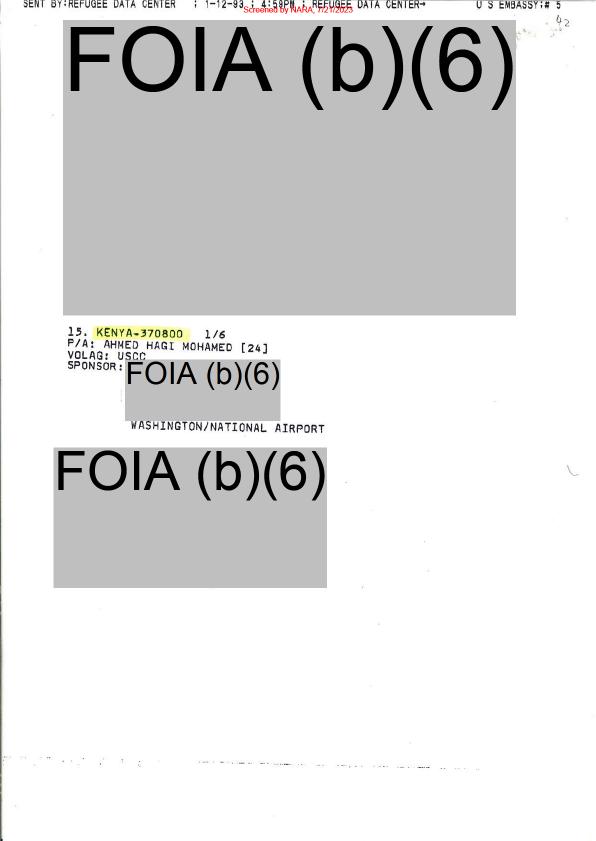 SENT BY:REFUGEE DATA CENTER ; 1-12-93 ; 4:59PM ; REFUGEE DATA CENTER→ U S EMBASSY;# 5
Screened by NARA, 7/21/2023
42
FOIA (b)(6)
15. KENYA-370800 1/6
P/A: AHMED HAGI MOHAMED [24]
VOLAG: USCC
SPONSOR:
FOIA (b)(6)
WASHINGTON/NATIONAL AIRPORT
FOIA (b)(6)